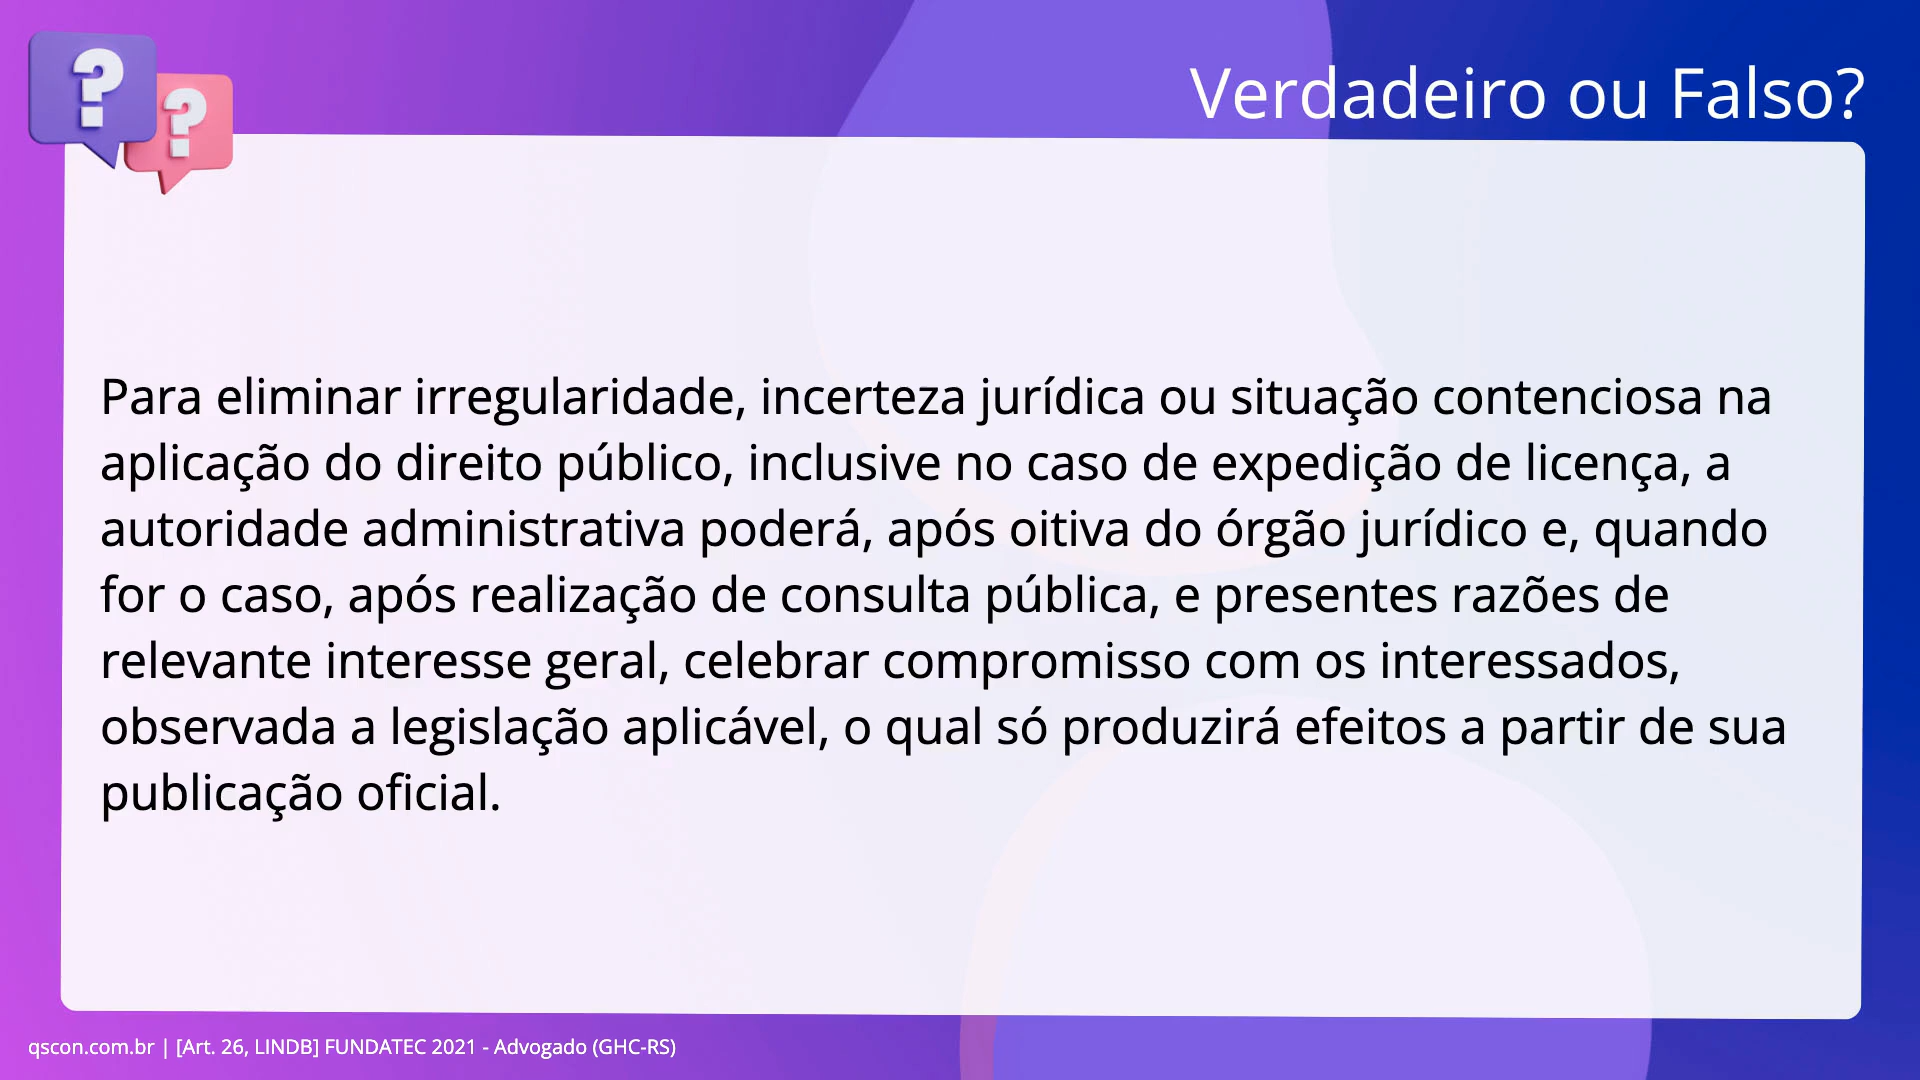 ? ?
Verdadeiro ou Falso?
Para eliminar irregularidade, incerteza jurídica ou situação contenciosa na
aplicação do direito público, inclusive no caso de expedição de licença, a
autoridade administrativa poderá, após oitiva do órgão jurídico e, quando
for o caso, após realização de consulta pública, e presentes razões de
relevante interesse geral, celebrar compromisso com os interessados,
observada a legislação aplicável, o qual só produzirá efeitos a partir de sua
publicação oficial.
qscon.com.br | [Art. 26, LINDB] FUNDATEC 2021 - Advogado (GHC-RS)